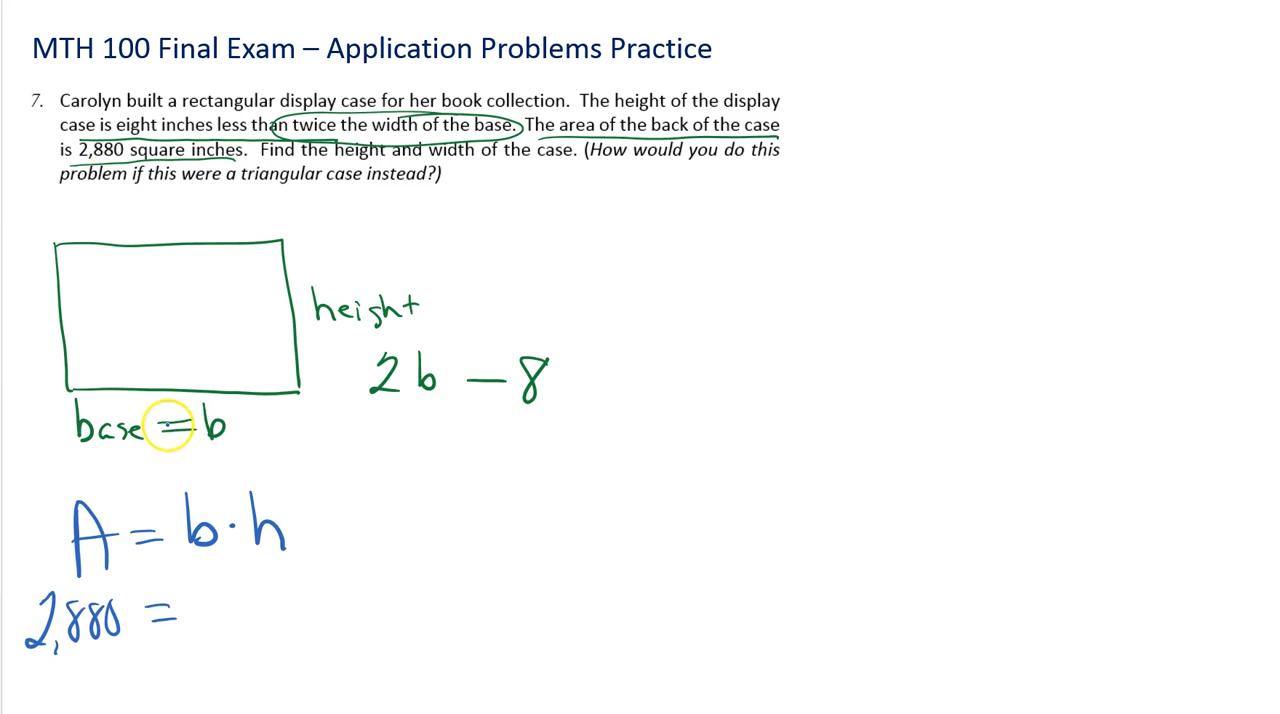 MTH 100 Final Exam – Application Problems Practice
7. Carolyn built a rectangular display case for her book collection. The height of the display
case is eight inches less than twice the width of the base. The area of the back of the case
is 2,880 square inches. Find the height and width of the case. (How would you do this
problem if this were a triangular case instead?)
height
2b – 8
base = b
A = b · h
2,880 =